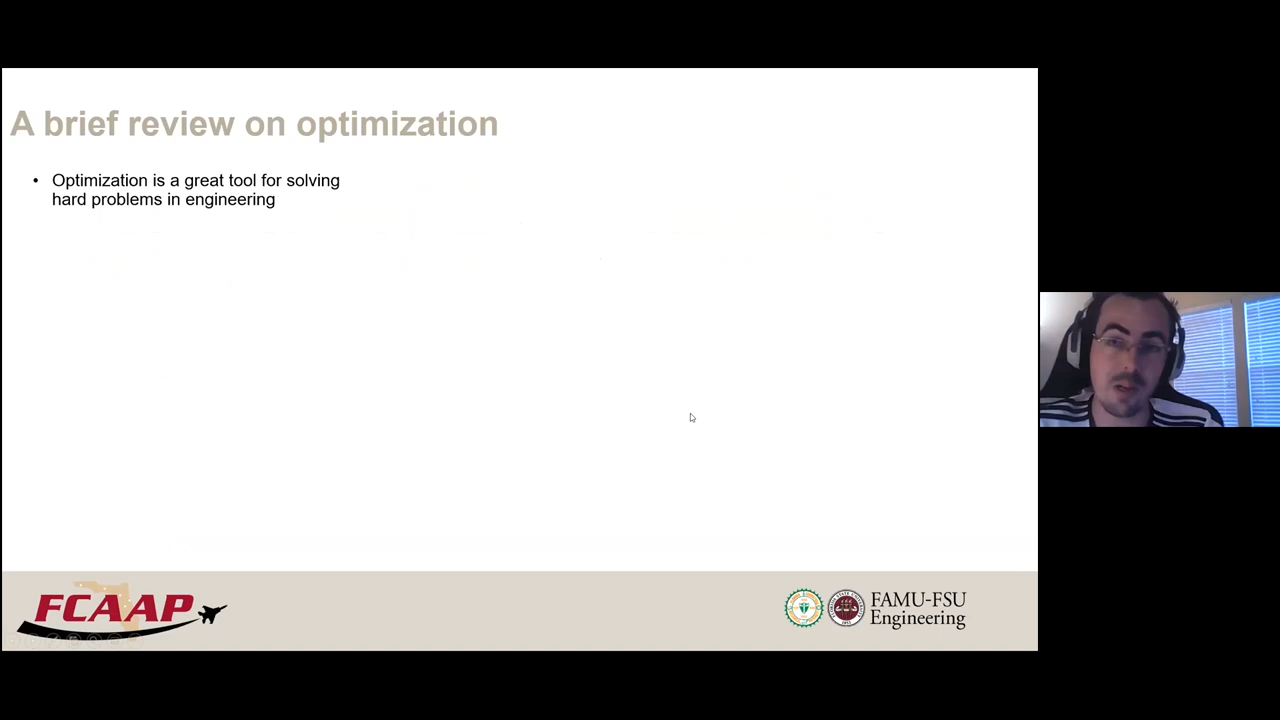 A brief review on optimization
• Optimization is a great tool for solving
hard problems in engineering
FCAAP
FAMU-FSU
Engineering